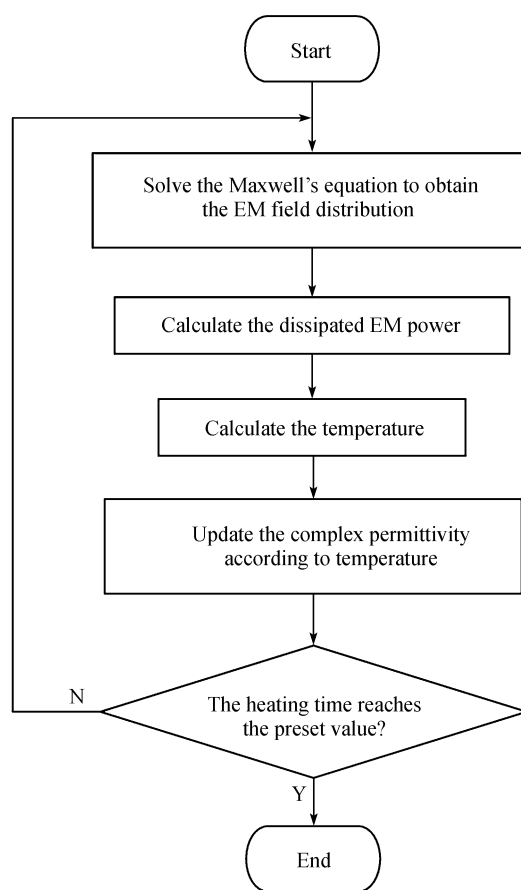 Start
Solve the Maxwell's equation to obtain
the EM field distribution
Calculate the dissipated EM power
Calculate the temperature
Update the complex permittivity
according to temperature
N
The heating time reaches
the preset value?
Y
End